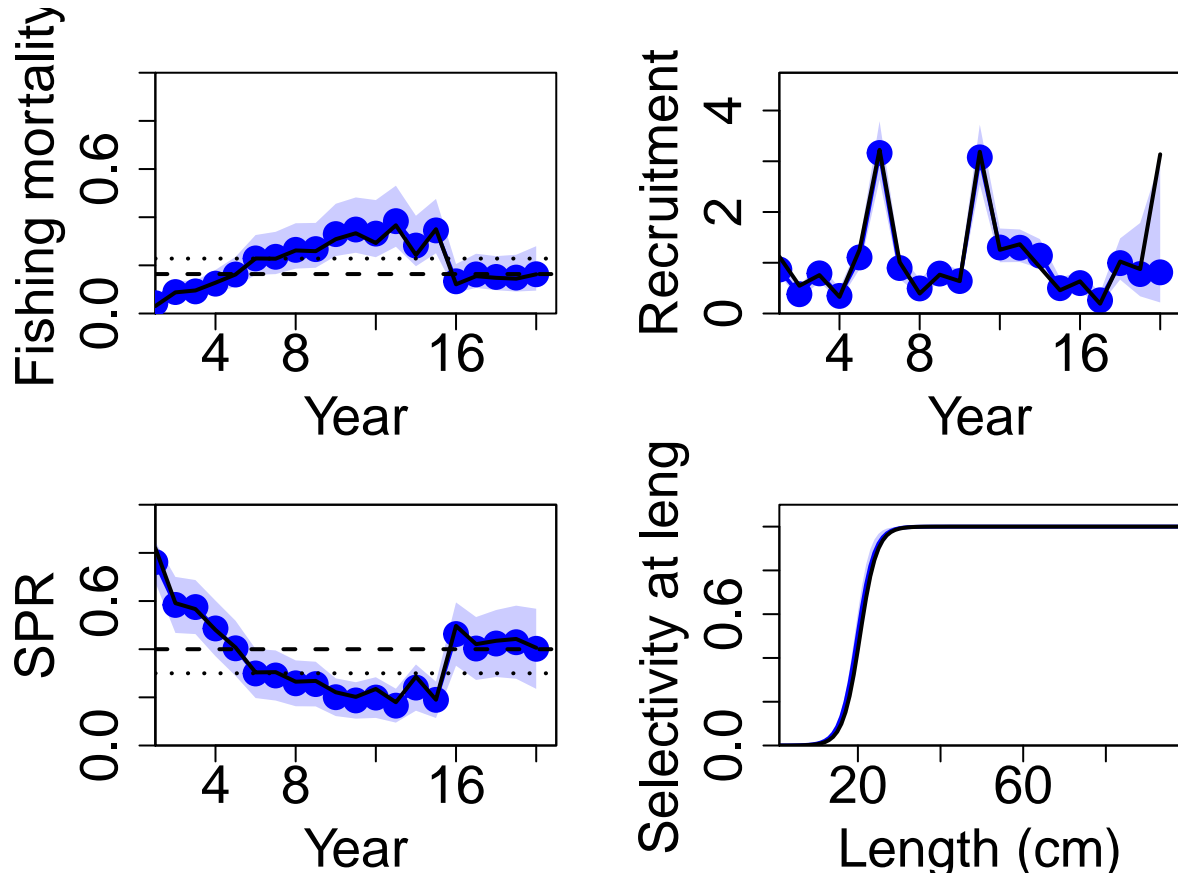 Fishing mortality
0.0 0.6
4 8 16
Year
Recruitment
0 2 4
4 8 16
Year
SPR
0.0 0.6
4 8 16
Year
Selectivity at leng
0.0 0.6
20 60
Length (cm)